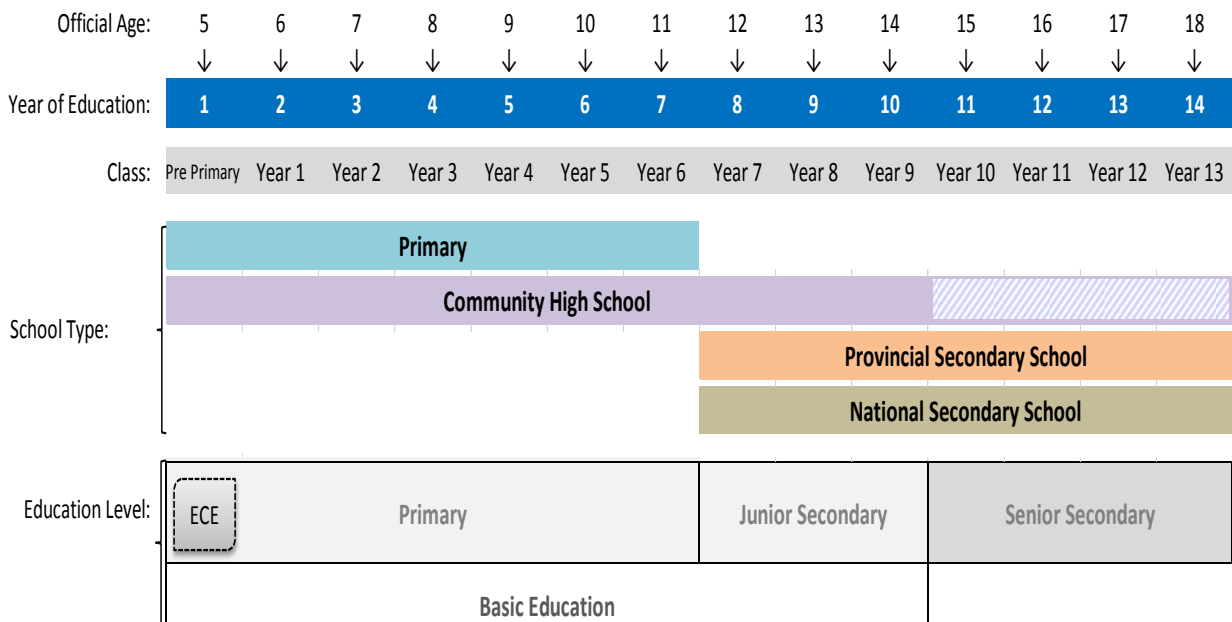 Official Age: 5 6 7 8 9 10 11 12 13 14 15 16 17 18
Year of Education: 1 2 3 4 5 6 7 8 9 10 11 12 13 14
Class: Pre Primary Year 1 Year 2 Year 3 Year 4 Year 5 Year 6 Year 7 Year 8 Year 9 Year 10 Year 11 Year 12 Year 13
Primary
Community High School
School Type:
Provincial Secondary School
National Secondary School
Education Level: ECE Primary Junior Secondary Senior Secondary
Basic Education